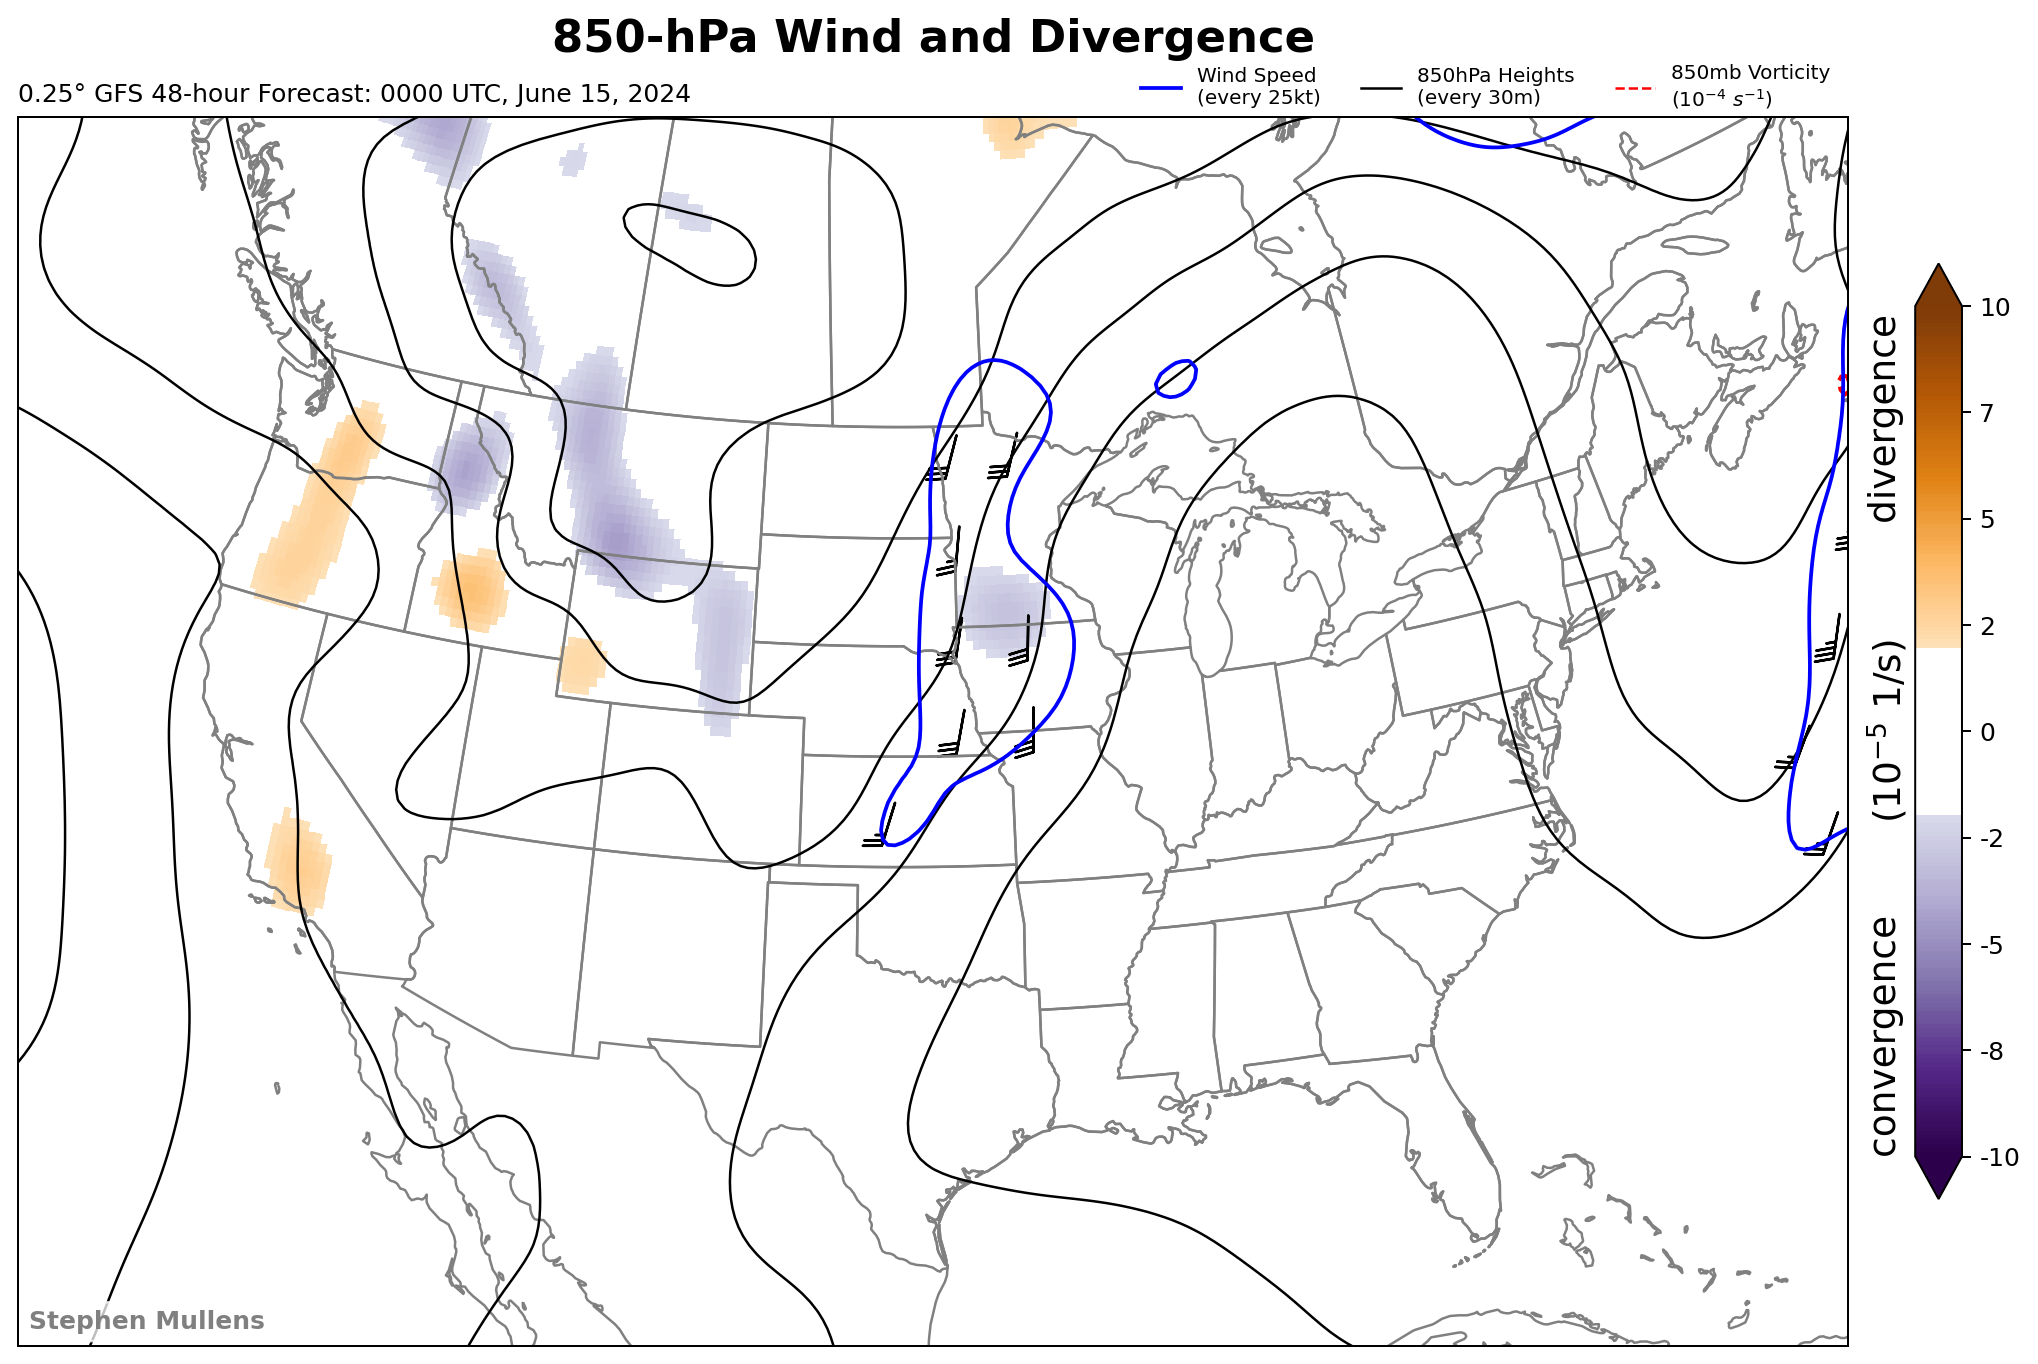 850-hPa Wind and Divergence
0.25° GFS 48-hour Forecast: 0000 UTC, June 15, 2024
Wind Speed
(every 25kt)
850hPa Heights
(every 30m)
850mb Vorticity
(10⁻⁴ s⁻¹)
10
7
5
2
0
-2
-5
-8
-10
convergence (10⁻⁵ 1/s) divergence
Stephen Mullens